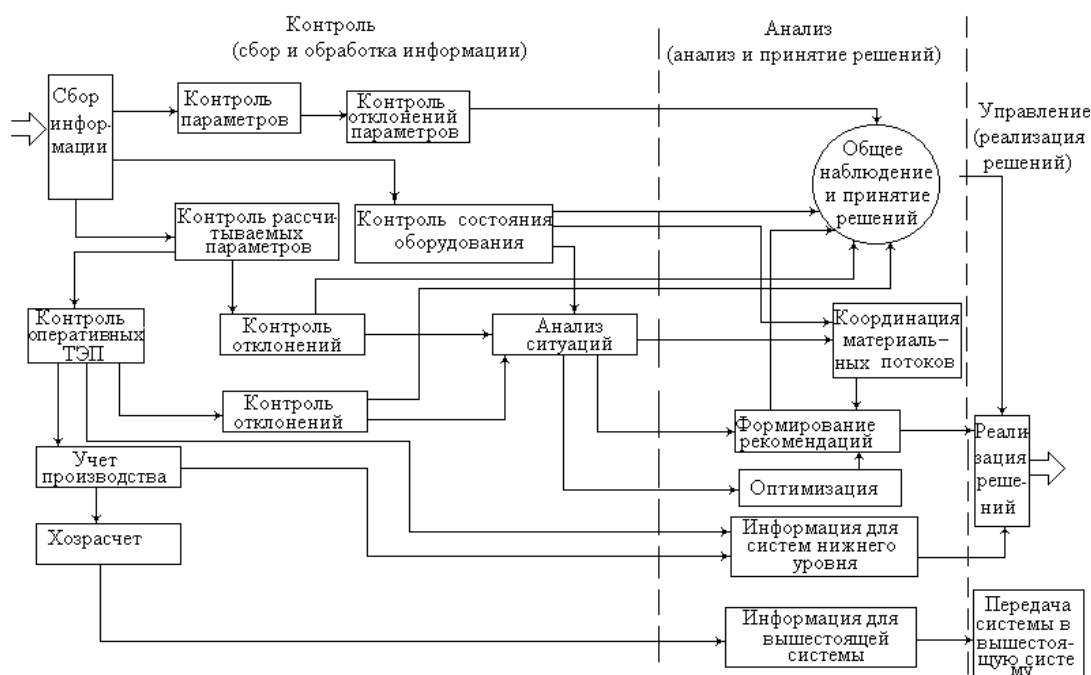 Контроль
(сбор и обработка информации)
Анализ
(анализ и принятие решений)
Управление
(реализация
решений)
Сбор
инфор-
мации
Контроль
параметров
Контроль
отклонений
параметров
Общее
наблюдение
и принятие
решений
Контроль рассчи-
тываемых
параметров
Контроль состояния
оборудования
Контроль
оперативных
ТЭП
Контроль
отклонений
Анализ
ситуаций
Координация
материаль-
ных потоков
Контроль
отклонений
Формирование
рекомендаций
Реали-
зация
реше-
ний
Учет
производства
Оптимизация
Хозрасчет
Информация для
систем нижнего
уровня
Информация для
вышестоящей
системы
Передача
системы в
вышестоя-
щую систе
му